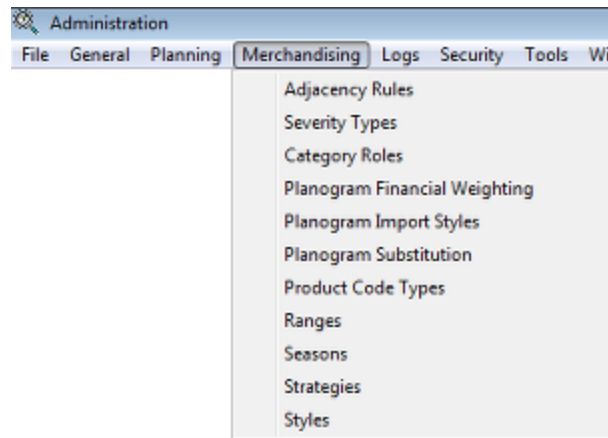 Administration
File General Planning Merchandising Logs Security Tools
Adjacency Rules
Severity Types
Category Roles
Planogram Financial Weighting
Planogram Import Styles
Planogram Substitution
Product Code Types
Ranges
Seasons
Strategies
Styles